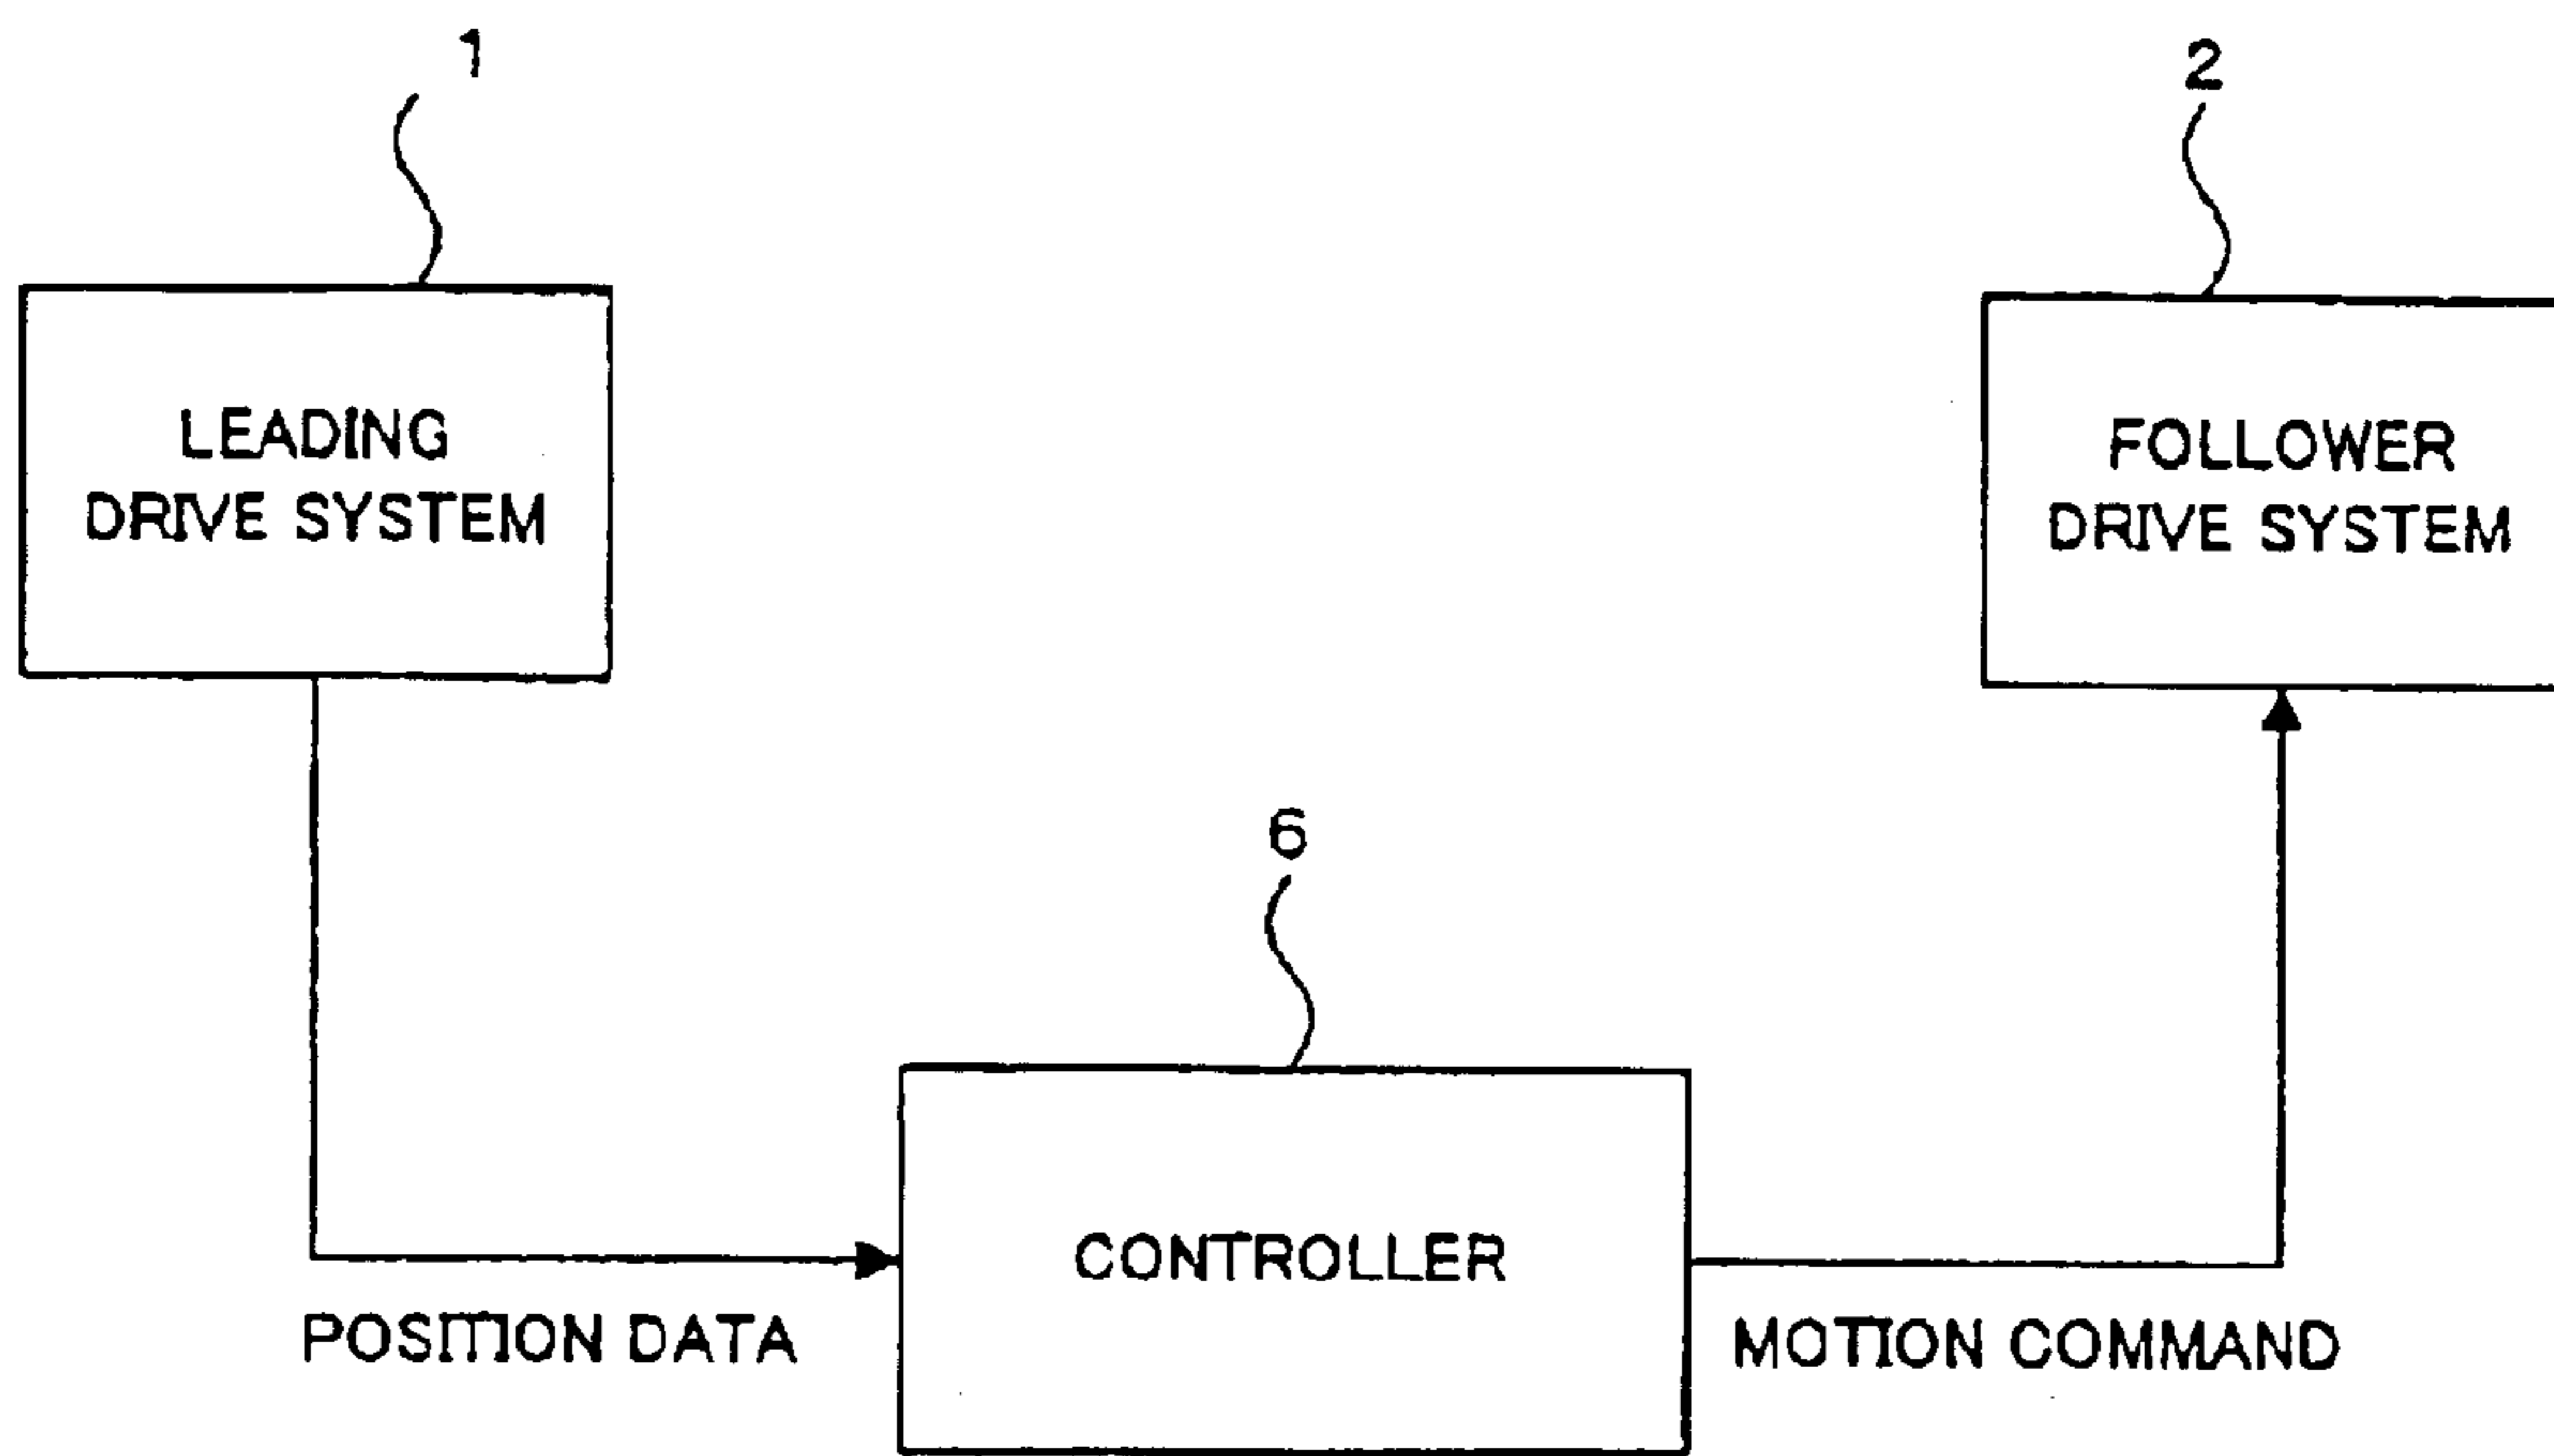 1
2
LEADING
DRIVE SYSTEM
FOLLOWER
DRIVE SYSTEM
6
CONTROLLER
POSITION DATA
MOTION COMMAND